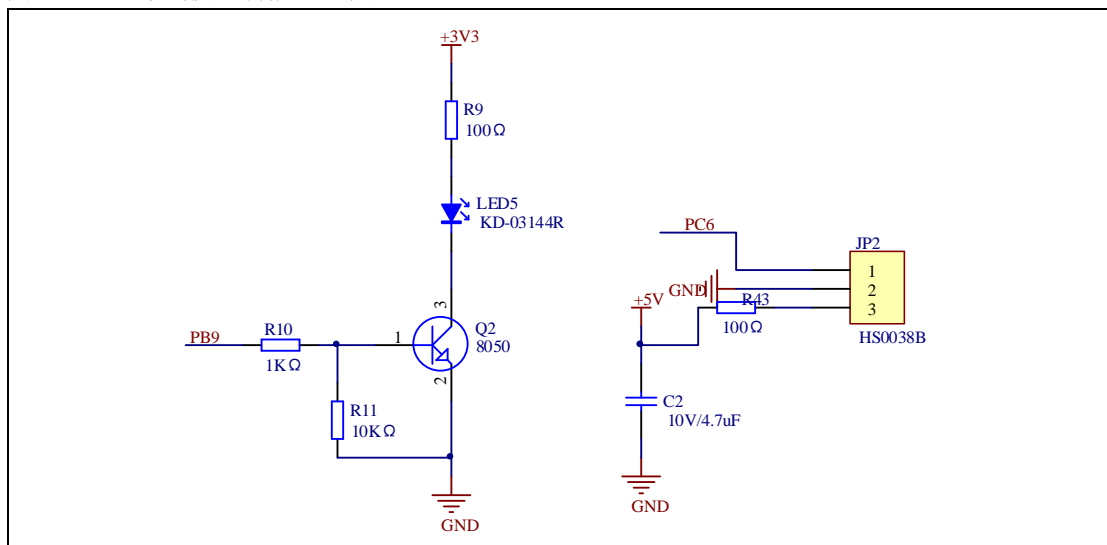 +3V3
R9
100Ω
LED5
KD-03144R
3
Q2
8050
1
2
PB9
R10
1KΩ
R11
10KΩ
GND
PC6
JP2
1
2
3
HS0038B
GND
+5V
R43
100Ω
C2
10V/4.7uF
GND